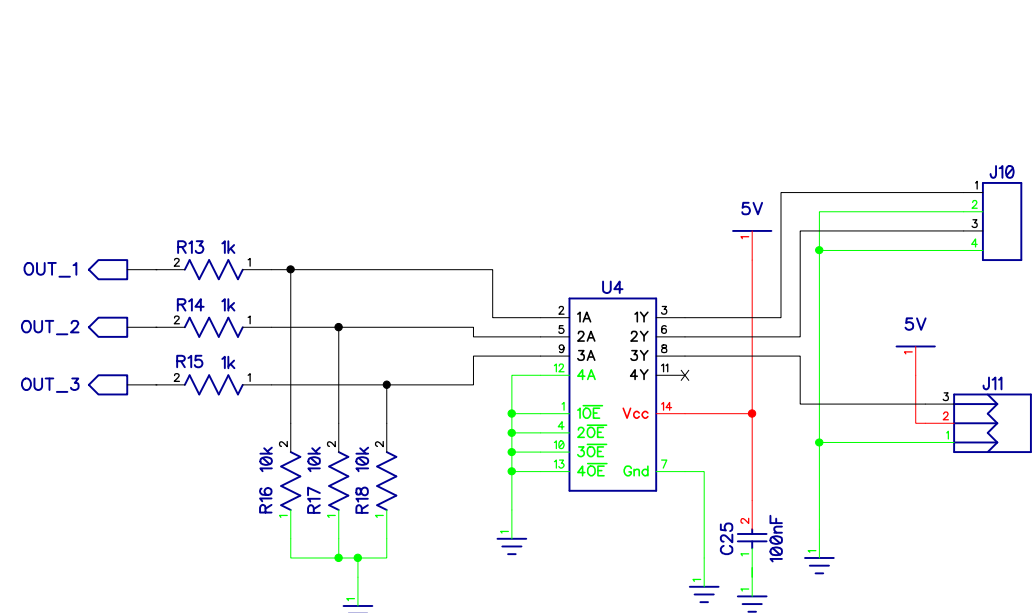 J10
1
5V
2
1
3
4
OUT_1
2
R13 1k
1
OUT_2
2
R14 1k
1
OUT_3
2
R15 1k
1
U4
2 1A 1Y 3
5 2A 2Y 6
9 3A 3Y 8
12 4A 4Y 11
1 1OE Vcc 14
4 2OE
10 3OE
13 4OE Gnd 7
1
5V
1
J11
3
2
1
2
R16 10k
1
2
R17 10k
1
2
R18 10k
1
1
2
C25 100nF
1
1
1
1